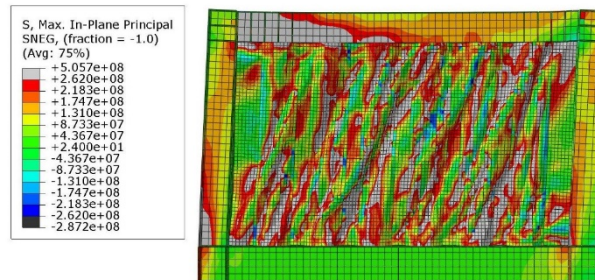 S, Max. In-Plane Principal
SNEG, (fraction = -1.0)
(Avg: 75%)
+5.057e+08
+2.620e+08
+2.183e+08
+1.747e+08
+1.310e+08
+8.733e+07
+4.367e+07
+2.400e+01
-4.367e+07
-8.733e+07
-1.310e+08
-1.747e+08
-2.183e+08
-2.620e+08
-2.872e+08